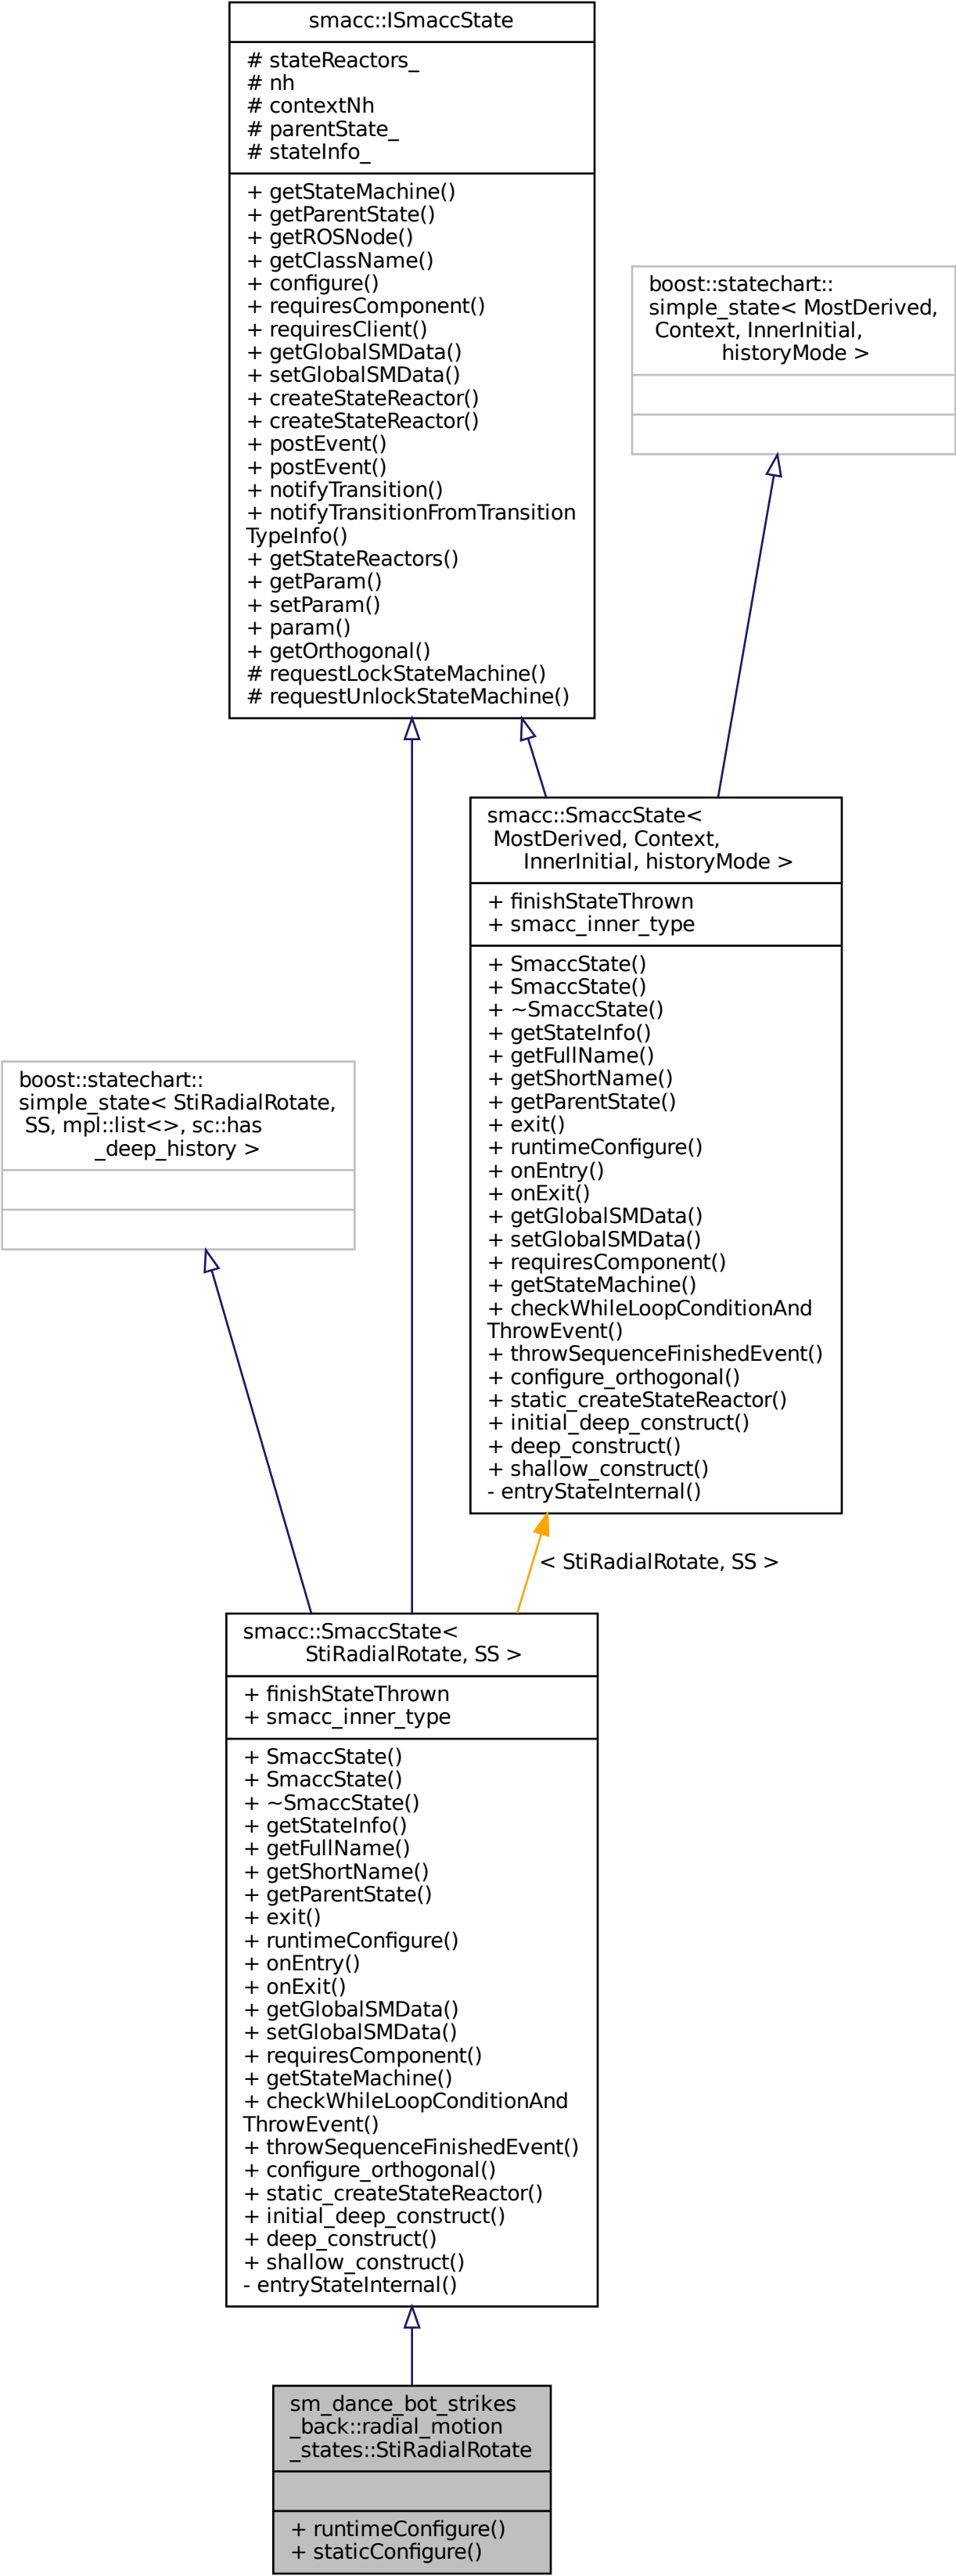 smacc::ISmaccState
# stateReactors_
# nh
# contextNh
# parentState_
# stateInfo_
+ getStateMachine()
+ getParentState()
+ getROSNode()
+ getClassName()
+ configure()
+ requiresComponent()
+ requiresClient()
+ getGlobalSMData()
+ setGlobalSMData()
+ createStateReactor()
+ createStateReactor()
+ postEvent()
+ postEvent()
+ notifyTransition()
+ notifyTransitionFromTransition
TypeInfo()
+ getStateReactors()
+ getParam()
+ setParam()
+ param()
+ getOrthogonal()
# requestLockStateMachine()
# requestUnlockStateMachine()
boost::statechart::
simple_state< MostDerived,
Context, InnerInitial,
historyMode >
smacc::SmaccState<
MostDerived, Context,
InnerInitial, historyMode >
+ finishStateThrown
+ smacc_inner_type
+ SmaccState()
+ SmaccState()
+ ~SmaccState()
+ getStateInfo()
+ getFullName()
+ getShortName()
+ getParentState()
+ exit()
+ runtimeConfigure()
+ onEntry()
+ onExit()
+ getGlobalSMData()
+ setGlobalSMData()
+ requiresComponent()
+ getStateMachine()
+ checkWhileLoopConditionAnd
ThrowEvent()
+ throwSequenceFinishedEvent()
+ configure_orthogonal()
+ static_createStateReactor()
+ initial_deep_construct()
+ deep_construct()
+ shallow_construct()
- entryStateInternal()
boost::statechart::
simple_state< StiRadialRotate,
SS, mpl::list<>, sc::has
_deep_history >
< StiRadialRotate, SS >
smacc::SmaccState<
StiRadialRotate, SS >
+ finishStateThrown
+ smacc_inner_type
+ SmaccState()
+ SmaccState()
+ ~SmaccState()
+ getStateInfo()
+ getFullName()
+ getShortName()
+ getParentState()
+ exit()
+ runtimeConfigure()
+ onEntry()
+ onExit()
+ getGlobalSMData()
+ setGlobalSMData()
+ requiresComponent()
+ getStateMachine()
+ checkWhileLoopConditionAnd
ThrowEvent()
+ throwSequenceFinishedEvent()
+ configure_orthogonal()
+ static_createStateReactor()
+ initial_deep_construct()
+ deep_construct()
+ shallow_construct()
- entryStateInternal()
sm_dance_bot_strikes
_back::radial_motion
_states::StiRadialRotate
+ runtimeConfigure()
+ staticConfigure()